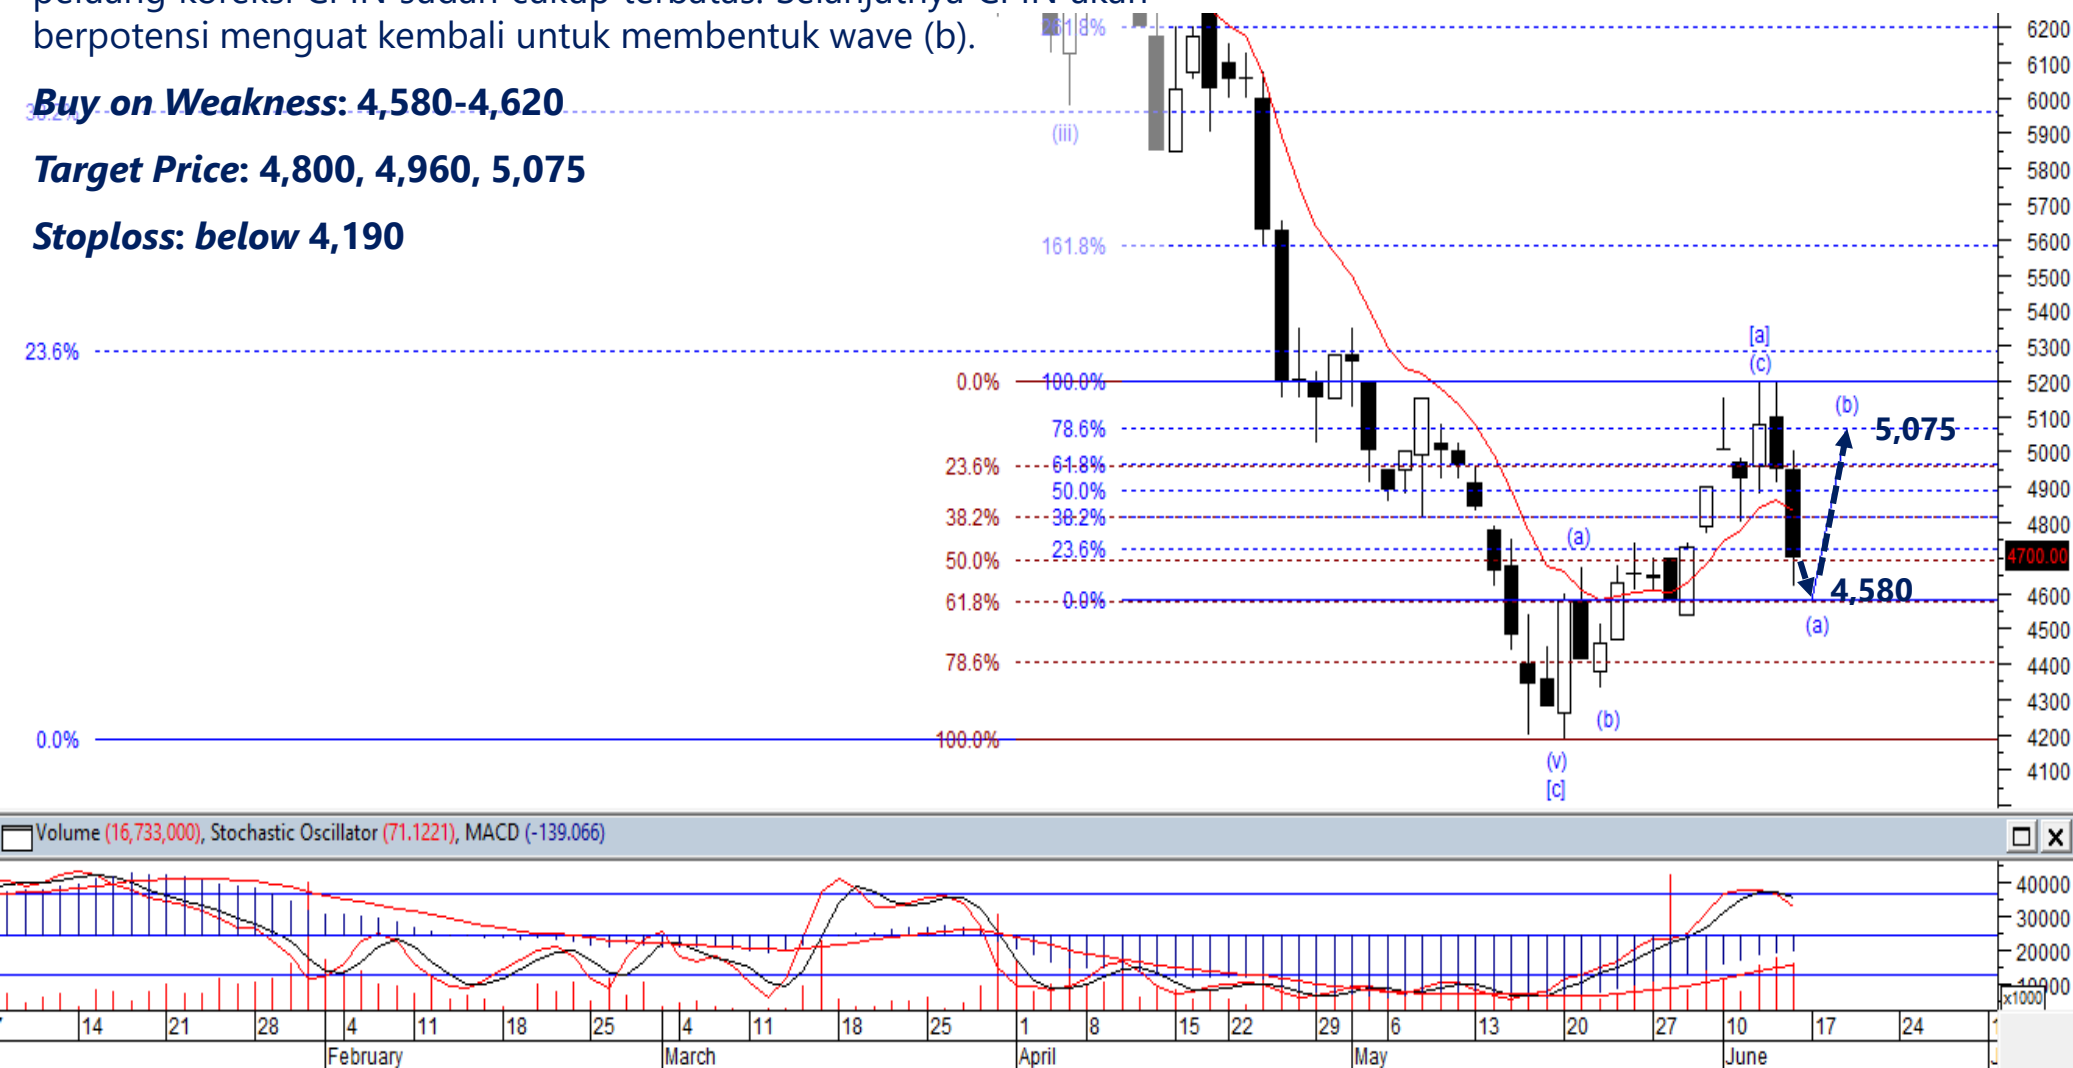 berpotensi menguat kembali untuk membentuk wave (b).
Buy on Weakness: 4,580-4,620
Target Price: 4,800, 4,960, 5,075
Stoploss: below 4,190
261.8%
(iii)
161.8%
23.6%
0.0%
0.0%
23.6%
38.2%
50.0%
61.8%
78.6%
100.0%
100.0%
78.6%
61.8%
50.0%
38.2%
23.6%
0.0%
[a]
(c)
(b)
5,075
(a)
4,580
(a)
(b)
(v)
[c]
6200
6100
6000
5900
5800
5700
5600
5500
5400
5300
5200
5100
5000
4900
4800
4700.00
4600
4500
4400
4300
4200
4100
Volume (16,733,000), Stochastic Oscillator (71.1221), MACD (-139.066)
40000
30000
20000
10000
x1000
14 21 28 4 11 18 25 4 11 18 25 1 8 15 22 29 6 13 20 27 10 17 24
February March April May June